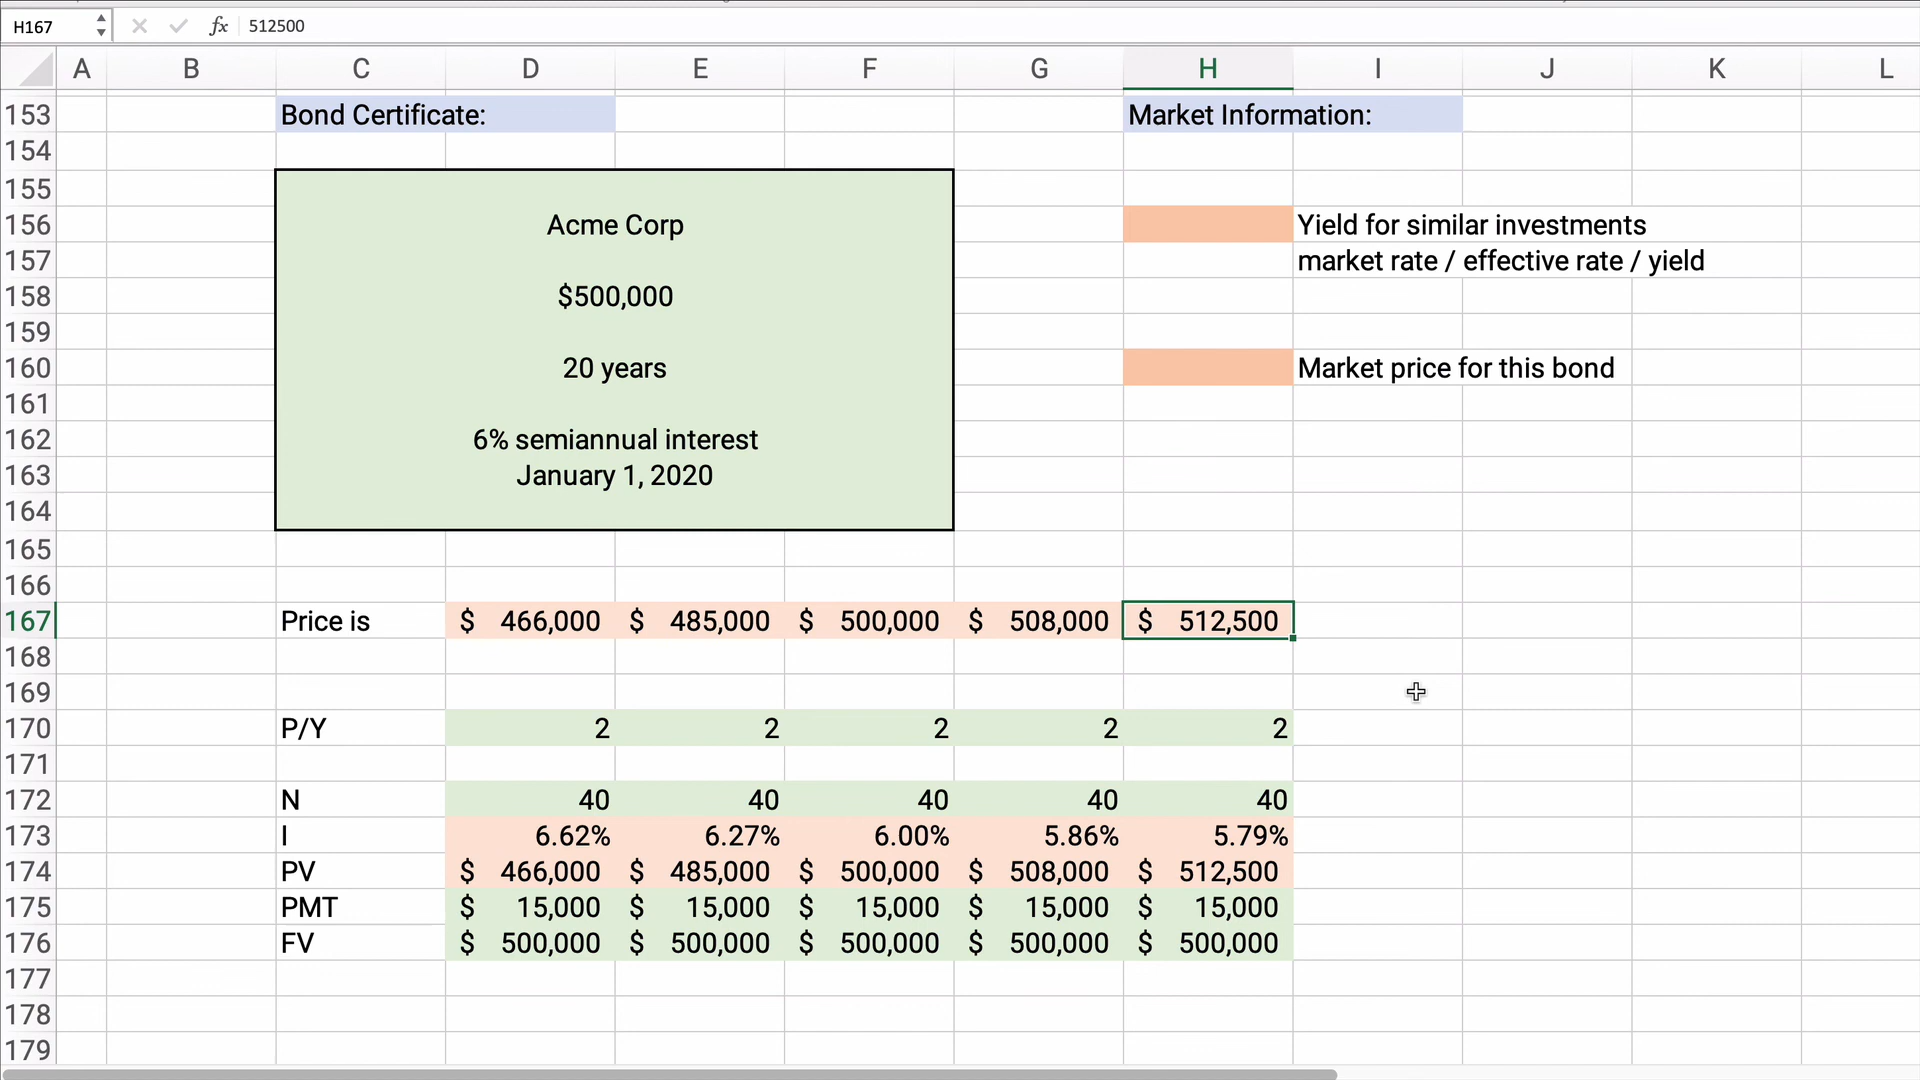 H167 fx 512500
A B C D E F G H I J K L
153 Bond Certificate: Market Information:
154
155
156 Acme Corp Yield for similar investments
157 market rate / effective rate / yield
158 $500,000
159
160 20 years Market price for this bond
161
162 6% semiannual interest
163 January 1, 2020
164
165
166
167 Price is $ 466,000 $ 485,000 $ 500,000 $ 508,000 $ 512,500
168
169
170 P/Y 2 2 2 2 2
171
172 N 40 40 40 40 40
173 I 6.62% 6.27% 6.00% 5.86% 5.79%
174 PV $ 466,000 $ 485,000 $ 500,000 $ 508,000 $ 512,500
175 PMT $ 15,000 $ 15,000 $ 15,000 $ 15,000 $ 15,000
176 FV $ 500,000 $ 500,000 $ 500,000 $ 500,000 $ 500,000
177
178
179